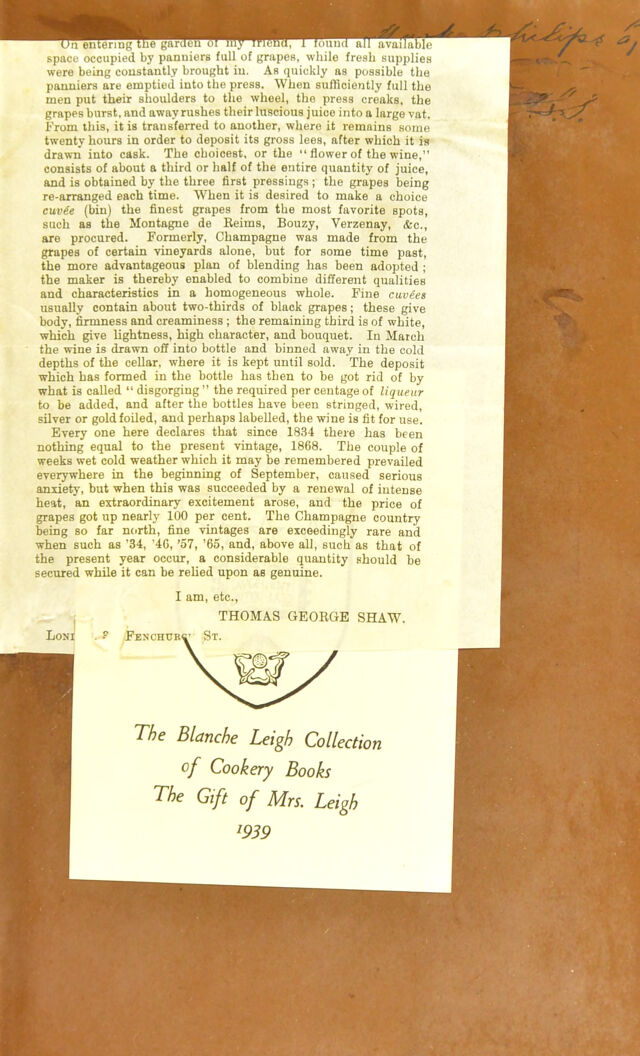 Philips
On entering the garden of my friend, I found all available
space occupied by panniers full of grapes, while fresh supplies
were being constantly brought in. As quickly as possible the
panniers are emptied into the press. When sufficiently full the
men put their shoulders to the wheel, the press creaks, the
grapes burst, and away rushes their luscious juice into a large vat.
From this, it is transferred to another, where it remains some
twenty hours in order to deposit its gross lees, after which it is
drawn into cask. The choicest, or the “flower of the wine,”
consists of about a third or half of the entire quantity of juice,
and is obtained by the three first pressings; the grapes being
re-arranged each time. When it is desired to make a choice
cuvée (bin) the finest grapes from the most favorite spots,
such as the Montagne de Reims, Bouzy, Verzenay, &c.,
are procured. Formerly, Champagne was made from the
grapes of certain vineyards alone, but for some time past,
the more advantageous plan of blending has been adopted;
the maker is thereby enabled to combine different qualities
and characteristics in a homogeneous whole. Fine cuvées
usually contain about two-thirds of black grapes; these give
body, firmness and creaminess; the remaining third is of white,
which give lightness, high character, and bouquet. In March
the wine is drawn off into bottle and binned away in the cold
depths of the cellar, where it is kept until sold. The deposit
which has formed in the bottle has then to be got rid of by
what is called “disgorging” the required per centage of liqueur
to be added, and after the bottles have been stringed, wired,
silver or gold foiled, and perhaps labelled, the wine is fit for use.
Every one here declares that since 1834 there has been
nothing equal to the present vintage, 1868. The couple of
weeks wet cold weather which it may be remembered prevailed
everywhere in the beginning of September, caused serious
anxiety, but when this was succeeded by a renewal of intense
heat, an extraordinary excitement arose, and the price of
grapes got up nearly 100 per cent. The Champagne country
being so far north, fine vintages are exceedingly rare and
when such as ’34, ’46, ’57, ’65, and, above all, such as that of
the present year occur, a considerable quantity should be
secured while it can be relied upon as genuine.
I am, etc.,
THOMAS GEORGE SHAW.
FENCHURCH ST.
The Blanche Leigh Collection
of Cookery Books
The Gift of Mrs. Leigh
1939